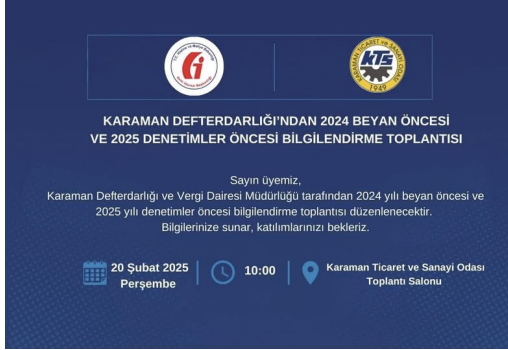 KARAMAN TİCARET ve SANAYİ ODASI
KTS
1949
KARAMAN DEFTERDARLIĞI'NDAN 2024 BEYAN ÖNCESİ
VE 2025 DENETİMLER ÖNCESİ BİLGİLENDİRME TOPLANTISI
Sayın üyemiz,
Karaman Defterdarlığı ve Vergi Dairesi Müdürlüğü tarafından 2024 yılı beyan öncesi ve
2025 yılı denetimler öncesi bilgilendirme toplantısı düzenlenecektir.
Bilgilerinize sunar, katılımlarınızı bekleriz.
20 Şubat 2025
Perşembe
10:00
Karaman Ticaret ve Sanayi Odası
Toplantı Salonu